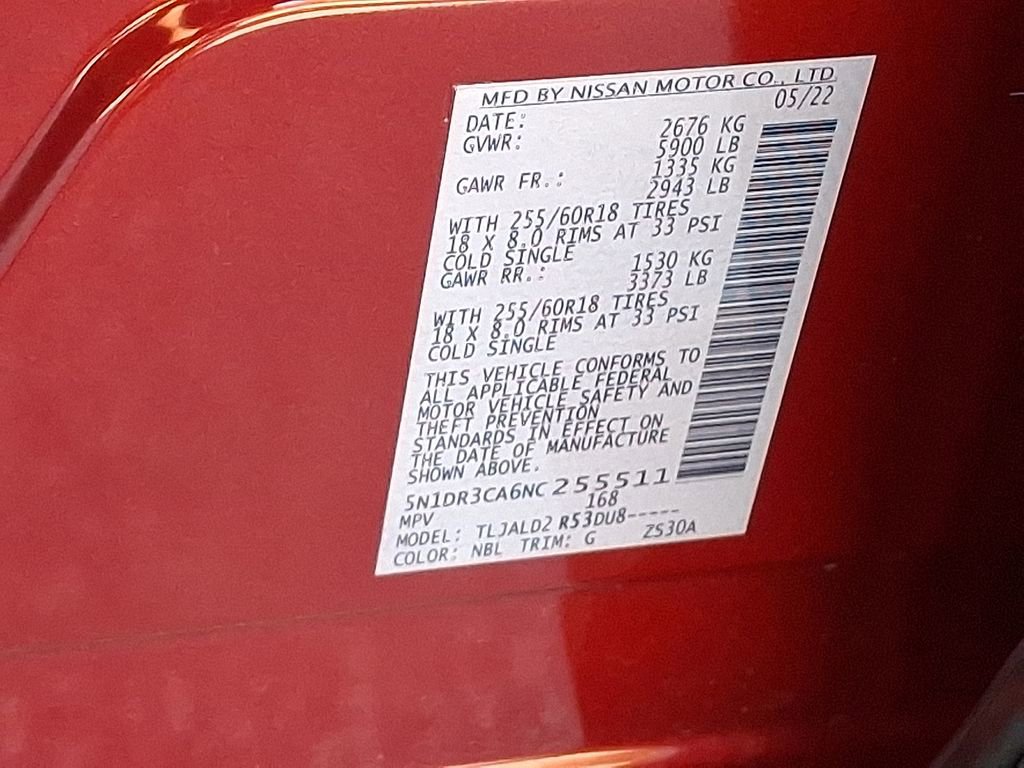 MFD BY NISSAN MOTOR CO., LTD
DATE: 05/22
GVWR: 2676 KG
5900 LB
GAWR FR.: 1335 KG
2943 LB
WITH 255/60R18 TIRES
18 X 8.0 RIMS AT 33 PSI
COLD SINGLE
GAWR RR.: 1530 KG
3373 LB
WITH 255/60R18 TIRES
18 X 8.0 RIMS AT 33 PSI
COLD SINGLE
THIS VEHICLE CONFORMS TO
ALL APPLICABLE FEDERAL
MOTOR VEHICLE SAFETY AND
THEFT PREVENTION
STANDARDS IN EFFECT ON
THE DATE OF MANUFACTURE
SHOWN ABOVE.
5N1DR3CA6NC255511
MPV 168
MODEL: TLJALD2 R53DU8-----
COLOR: NBL TRIM: G ZS30A